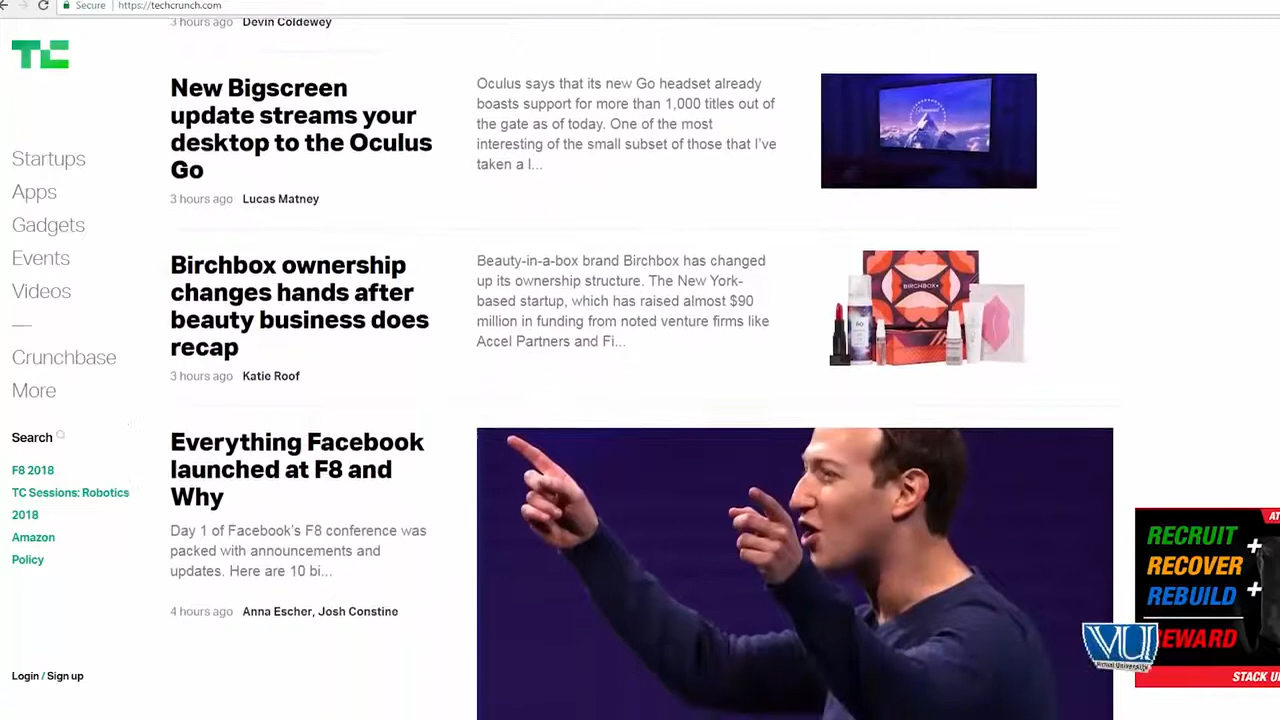 Secure
https://techcrunch.com
3 hours ago Devin Coldewey
TC
Startups
Apps
Gadgets
Events
Videos
Crunchbase
More
Search
F8 2018
TC Sessions: Robotics
2018
Amazon
Policy
Login / Sign up
New Bigscreen
update streams your
desktop to the Oculus
Go
3 hours ago Lucas Matney
Oculus says that its new Go headset already
boasts support for more than 1,000 titles out of
the gate as of today. One of the most
interesting of the small subset of those that I've
taken a l...
Paramount
Birchbox ownership
changes hands after
beauty business does
recap
3 hours ago Katie Roof
Beauty-in-a-box brand Birchbox has changed
up its ownership structure. The New York-
based startup, which has raised almost $90
million in funding from noted venture firms like
Accel Partners and Fi...
BIRCHBOX
Everything Facebook
launched at F8 and
Why
Day 1 of Facebook's F8 conference was
packed with announcements and
updates. Here are 10 bi...
4 hours ago Anna Escher, Josh Constine
RECRUIT +
RECOVER
REBUILD +
REWARD
VU
Virtual University